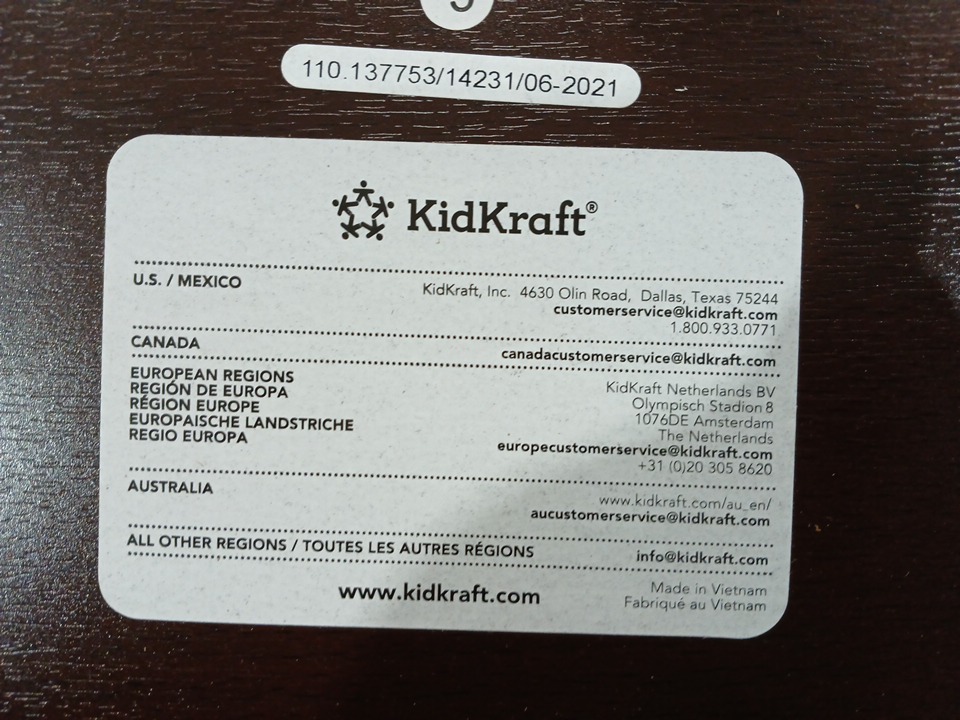 110.137753/14231/06-2021
KidKraft®
U.S. / MEXICO
KidKraft, Inc. 4630 Olin Road, Dallas, Texas 75244
customerservice@kidkraft.com
1.800.933.0771
CANADA
canadacustomerservice@kidkraft.com
EUROPEAN REGIONS
REGIÓN DE EUROPA
RÉGION EUROPE
EUROPAISCHE LANDSTRICHE
REGIO EUROPA
KidKraft Netherlands BV
Olympisch Stadion 8
1076DE Amsterdam
The Netherlands
europecustomerservice@kidkraft.com
+31 (0)20 305 8620
AUSTRALIA
www.kidkraft.com/au_en/
aucustomerservice@kidkraft.com
ALL OTHER REGIONS / TOUTES LES AUTRES RÉGIONS
info@kidkraft.com
www.kidkraft.com
Made in Vietnam
Fabriqué au Vietnam